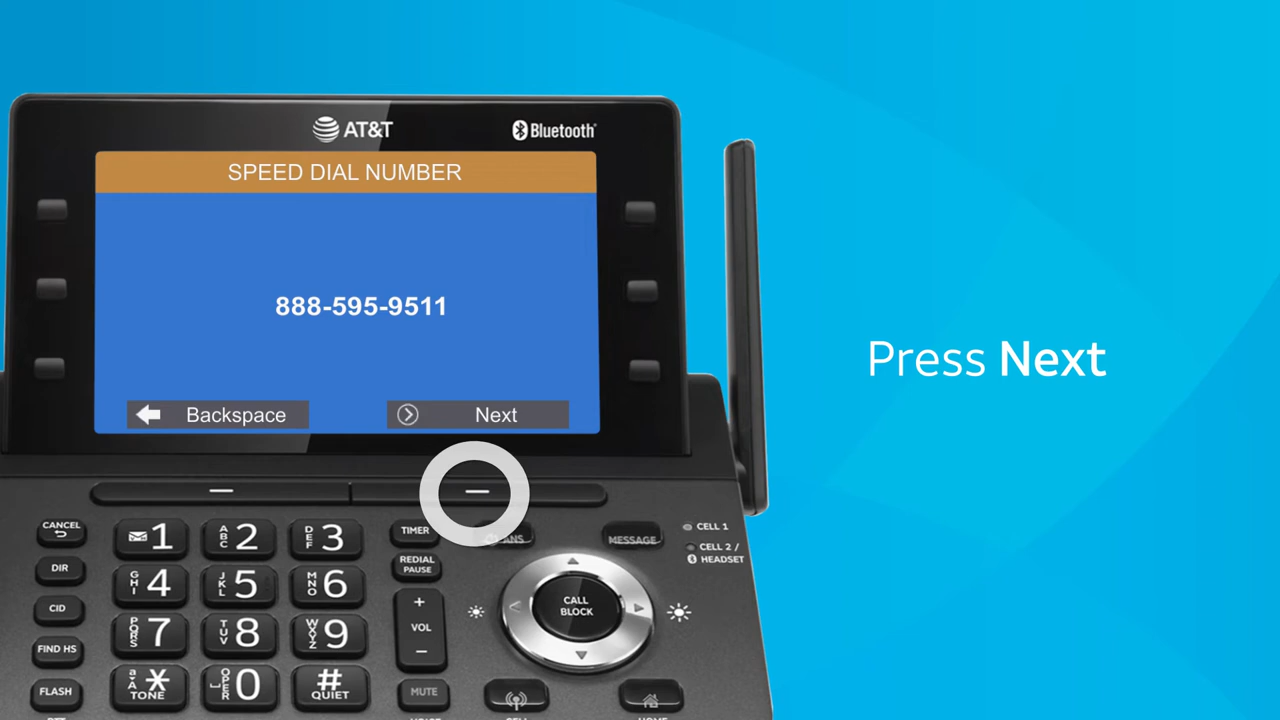 AT&T
Bluetooth
SPEED DIAL NUMBER
888-595-9511
Backspace
Next
Press Next
CANCEL
DIR
CID
FIND HS
FLASH
1
ABC 2
DEF 3
GHI 4
JKL 5
MNO 6
PQRS 7
TUV 8
WXYZ 9
a▾A * TONE
OPER 0
# QUIET
TIMER
REDIAL
PAUSE
+
VOL
−
MUTE
ANS
MESSAGE
CELL 1
CELL 2 /
HEADSET
CALL
BLOCK